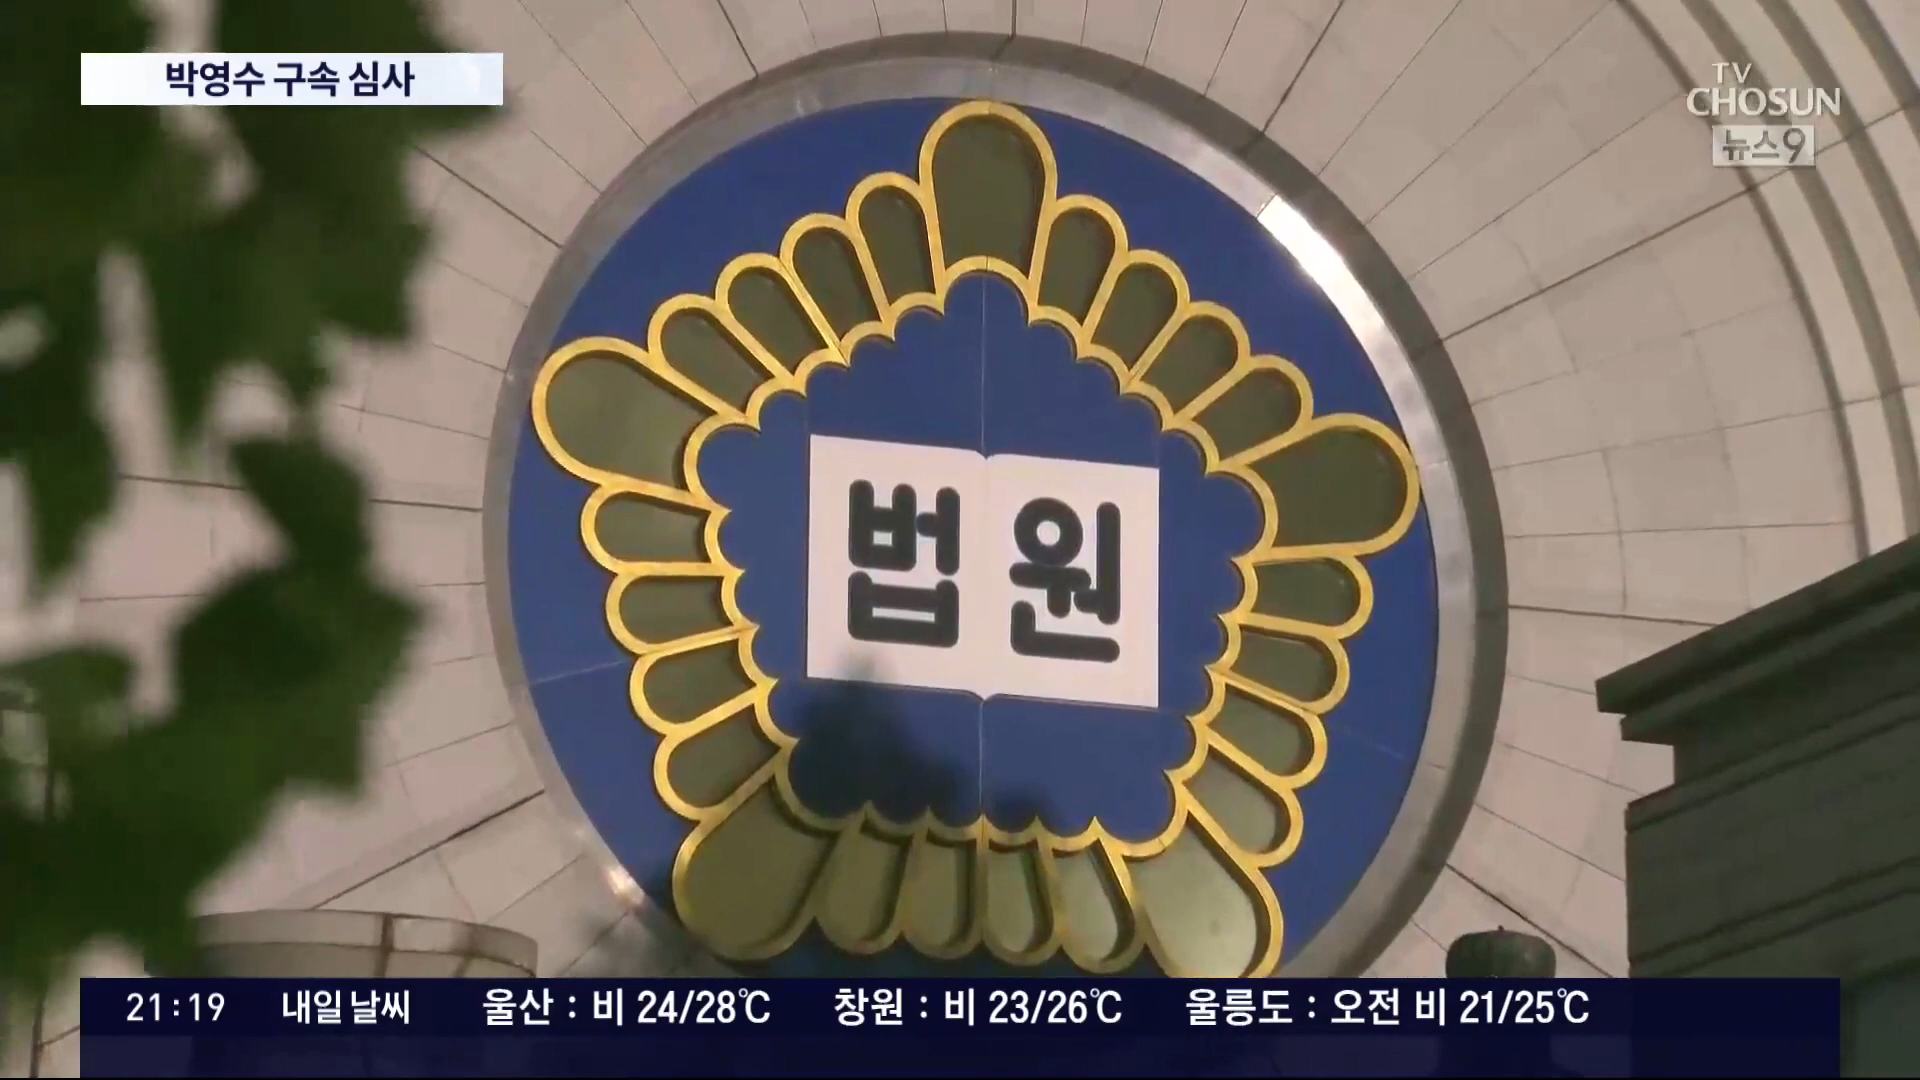 박영수 구속 심사
TV
CHOSUN
뉴스9
법원
21:19 내일 날씨 울산 : 비 24/28℃ 창원 : 비 23/26℃ 울릉도 : 오전 비 21/25℃